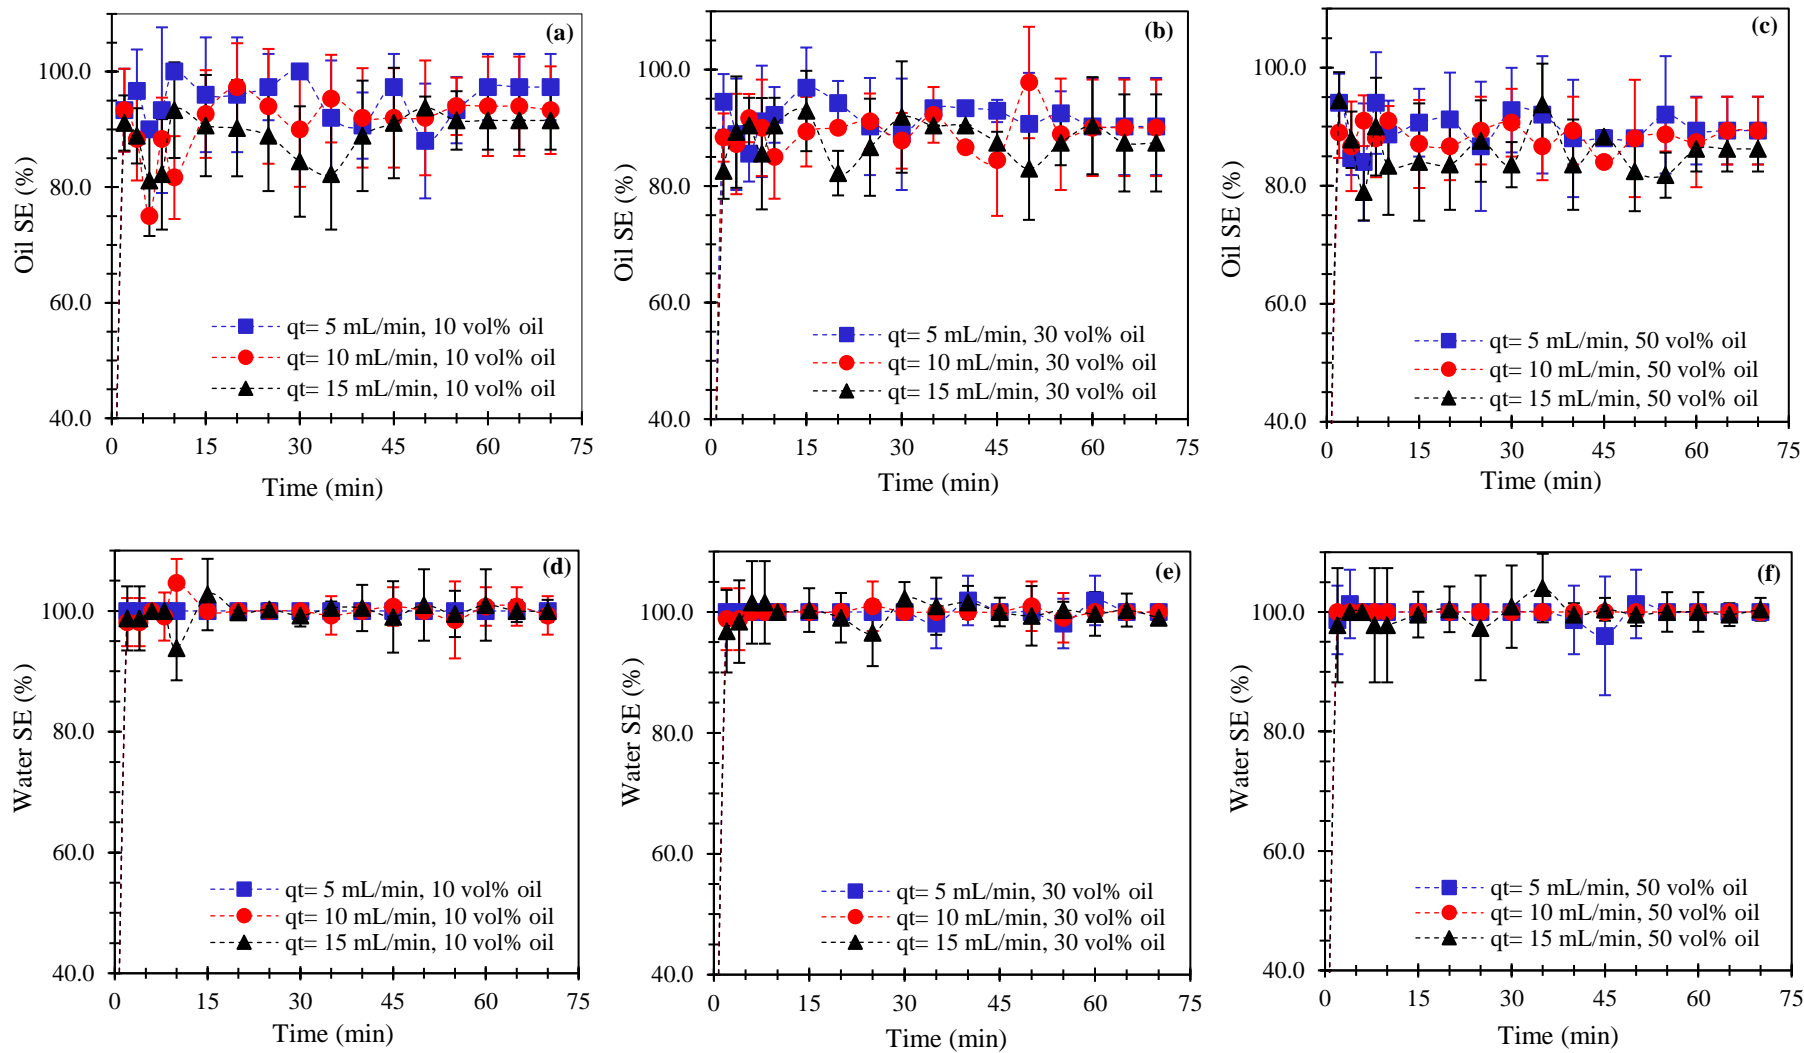 (a)
Oil SE (%)
100.0
80.0
60.0
40.0
qt= 5 mL/min, 10 vol% oil
qt= 10 mL/min, 10 vol% oil
qt= 15 mL/min, 10 vol% oil
0 15 30 45 60 75
Time (min)
(b)
Oil SE (%)
100.0
80.0
60.0
40.0
qt= 5 mL/min, 30 vol% oil
qt= 10 mL/min, 30 vol% oil
qt= 15 mL/min, 30 vol% oil
0 15 30 45 60 75
Time (min)
(c)
Oil SE (%)
100.0
80.0
60.0
40.0
qt= 5 mL/min, 50 vol% oil
qt= 10 mL/min, 50 vol% oil
qt= 15 mL/min, 50 vol% oil
0 15 30 45 60 75
Time (min)
(d)
Water SE (%)
100.0
80.0
60.0
40.0
qt= 5 mL/min, 10 vol% oil
qt= 10 mL/min, 10 vol% oil
qt= 15 mL/min, 10 vol% oil
0 15 30 45 60 75
Time (min)
(e)
Water SE (%)
100.0
80.0
60.0
40.0
qt= 5 mL/min, 30 vol% oil
qt= 10 mL/min, 30 vol% oil
qt= 15 mL/min, 30 vol% oil
0 15 30 45 60 75
Time (min)
(f)
Water SE (%)
100.0
80.0
60.0
40.0
qt= 5 mL/min, 50 vol% oil
qt= 10 mL/min, 50 vol% oil
qt= 15 mL/min, 50 vol% oil
0 15 30 45 60 75
Time (min)